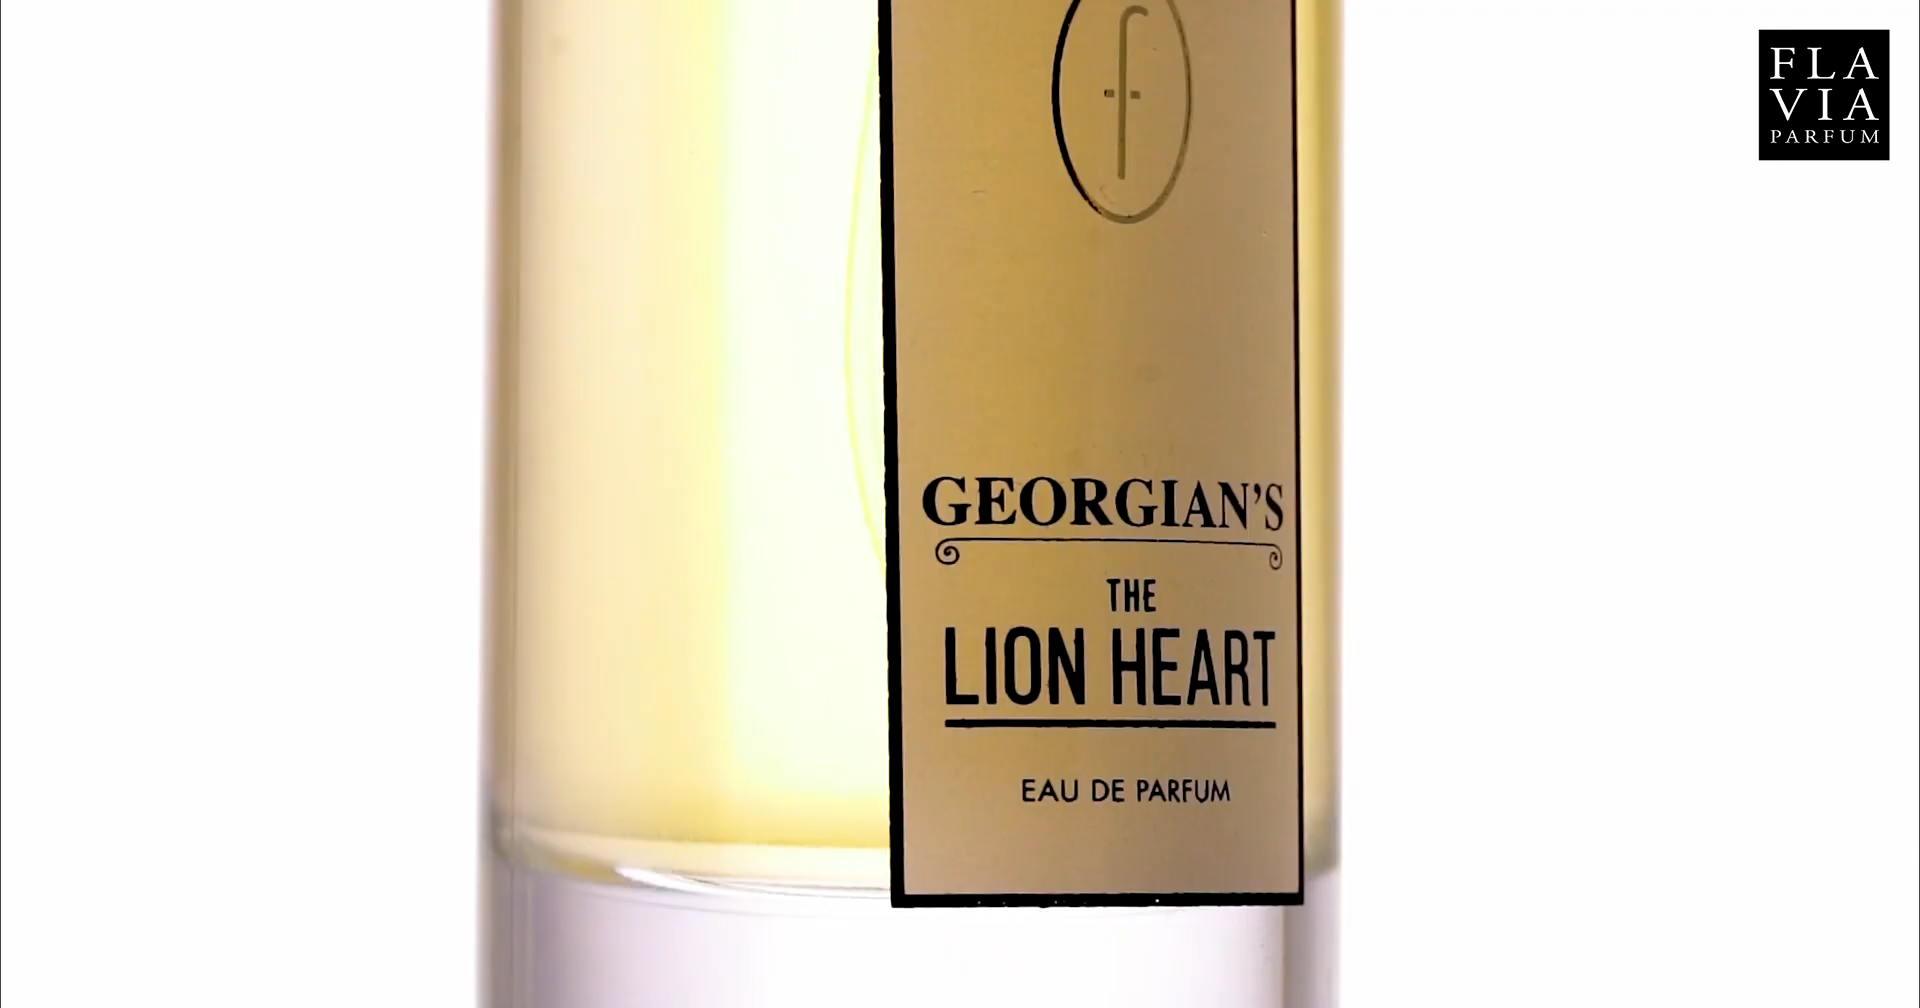 FLA
VIA
PARFUM
f
GEORGIAN'S
THE
LION HEART
EAU DE PARFUM